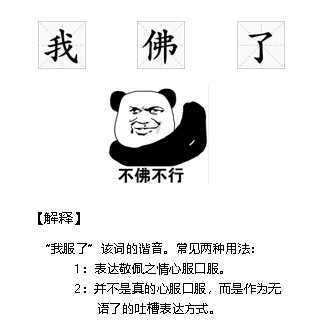 我佛了
不佛不行
【解释】
“我服了”该词的谐音。常见两种用法：
1：表达敬佩之情心服口服。
2：并不是真的心服口服，而是作为无
语了的吐槽表达方式。